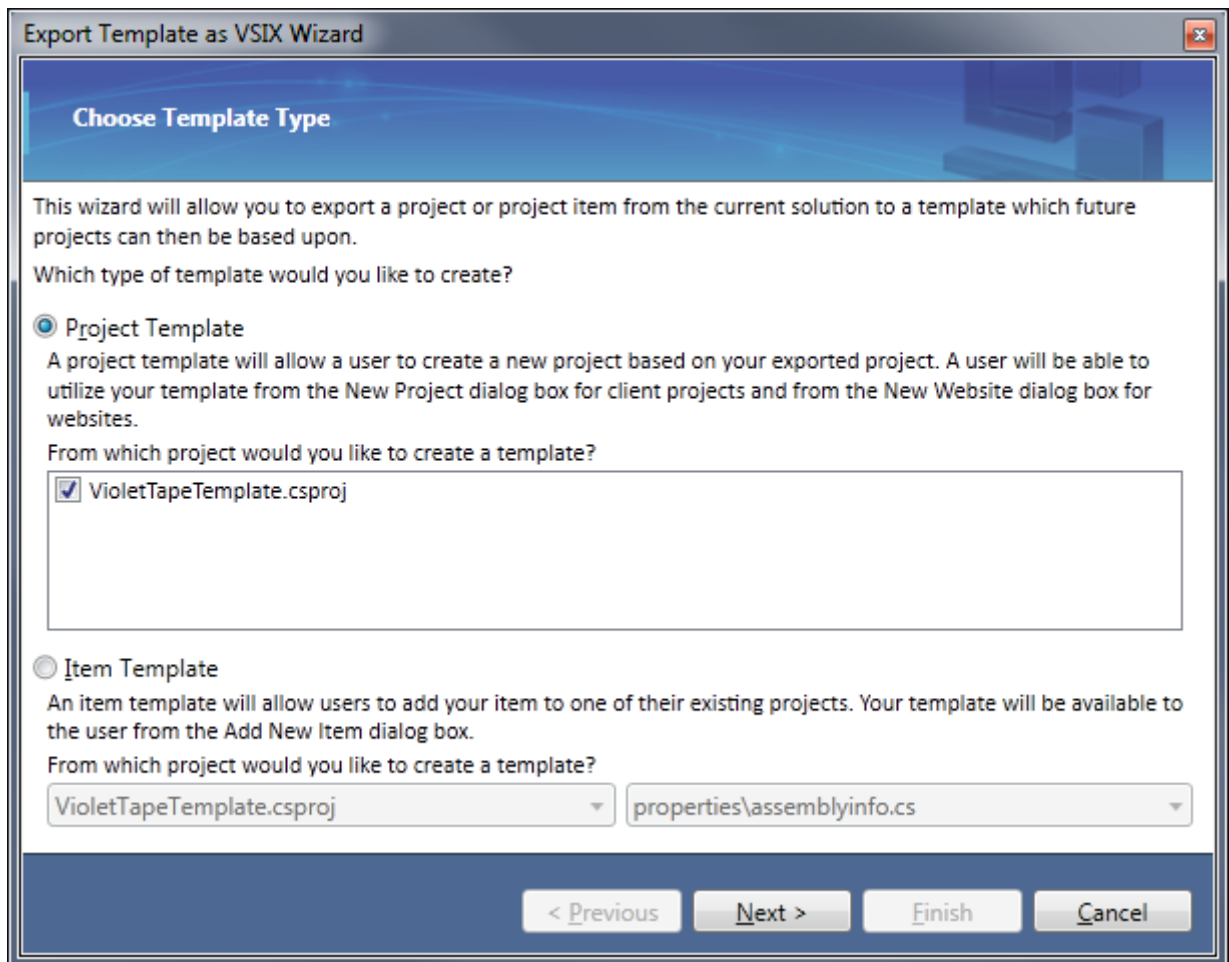 Export Template as VSIX Wizard
Choose Template Type
This wizard will allow you to export a project or project item from the current solution to a template which future
projects can then be based upon.
Which type of template would you like to create?
Project Template
A project template will allow a user to create a new project based on your exported project. A user will be able to
utilize your template from the New Project dialog box for client projects and from the New Website dialog box for
websites.
From which project would you like to create a template?
VioletTapeTemplate.csproj
Item Template
An item template will allow users to add your item to one of their existing projects. Your template will be available to
the user from the Add New Item dialog box.
From which project would you like to create a template?
VioletTapeTemplate.csproj properties\assemblyinfo.cs
< Previous Next > Finish Cancel